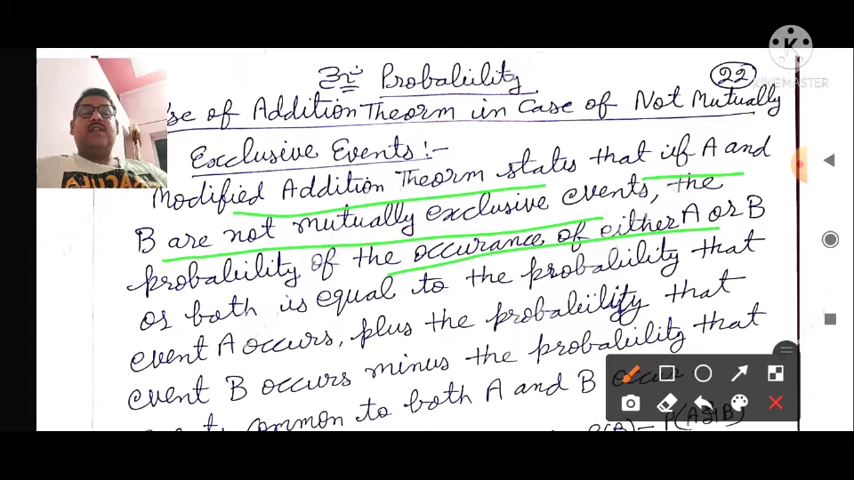 Probability
22
se of Addition Theorm in Case of Not Mutually
Exclusive Events :-
Modified Addition Theorm states that if A and
B are not mutually exclusive events, the
probability of the occurance of either A or B
or both is equal to the probability that
event A occurs, plus the probability that
event B occurs minus the probability that
common to both A and B occur
P(B) - P(A
K
KINEMASTER